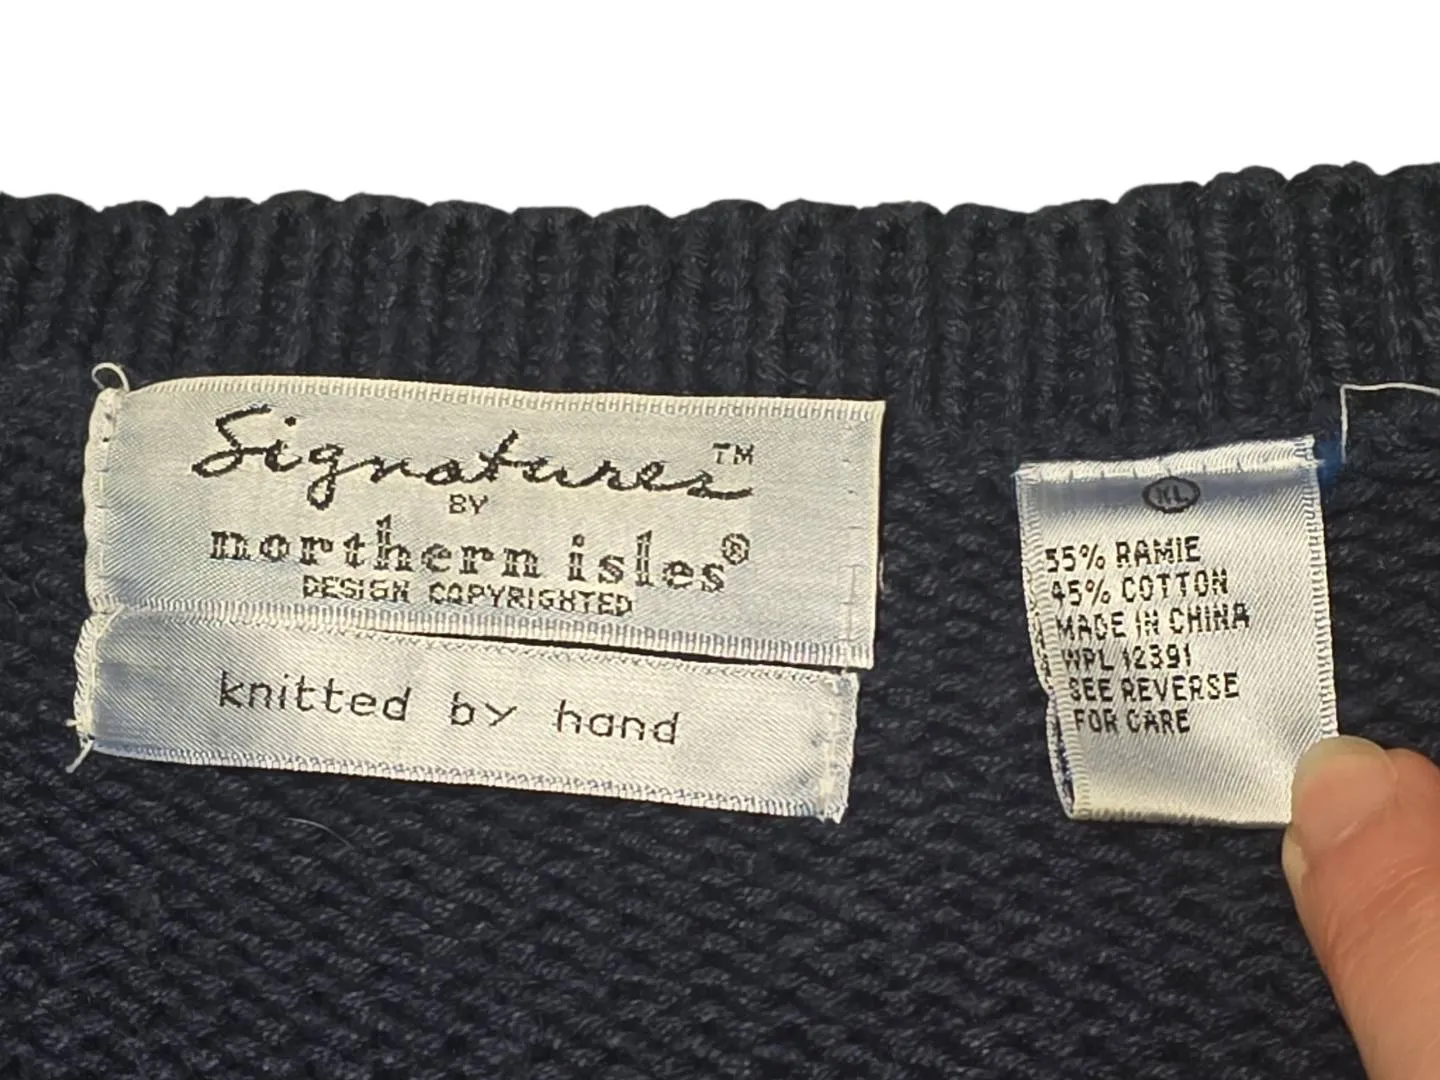 Signatures™
BY
northern isles®
DESIGN COPYRIGHTED
knitted by hand
XL
55% RAMIE
45% COTTON
MADE IN CHINA
WPL 12391
SEE REVERSE
FOR CARE